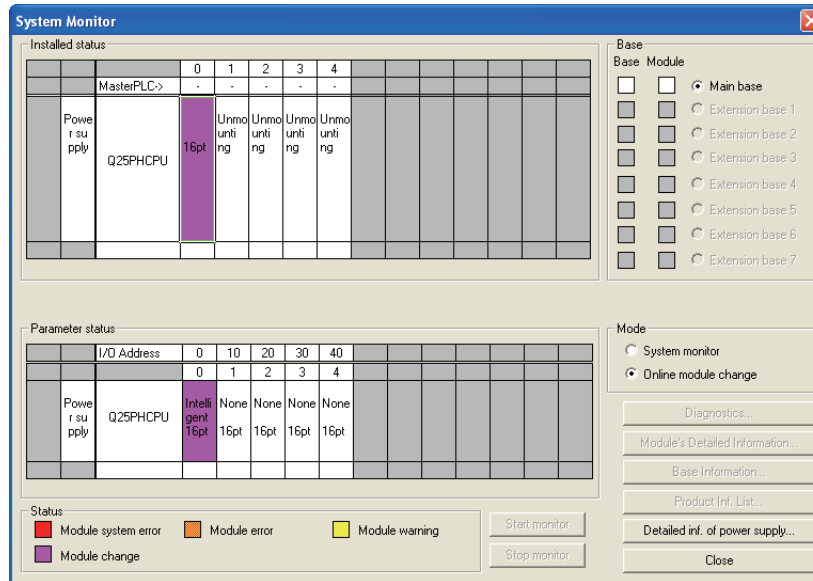 System Monitor
Installed status
0 1 2 3 4
MasterPLC-> - - - - -
Powe
r su
pply
Q25PHCPU
16pt
Unmo
unti
ng
Unmo
unti
ng
Unmo
unti
ng
Unmo
unti
ng
Base
Base Module
Main base
Extension base 1
Extension base 2
Extension base 3
Extension base 4
Extension base 5
Extension base 6
Extension base 7
Parameter status
I/O Address 0 10 20 30 40
0 1 2 3 4
Powe
r su
pply
Q25PHCPU
Intelli
gent
16pt
None
16pt
None
16pt
None
16pt
None
16pt
Mode
System monitor
Online module change
Diagnostics...
Module's Detailed Information...
Base Information...
Product Inf. List...
Detailed inf. of power supply...
Close
Status
Module system error
Module error
Module warning
Module change
Start monitor
Stop monitor